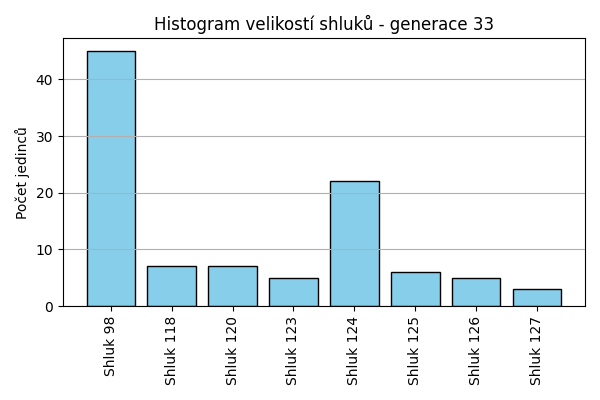 Histogram velikostí shluků - generace 33
Počet jedinců
40
30
20
10
0
Shluk 98
Shluk 118
Shluk 120
Shluk 123
Shluk 124
Shluk 125
Shluk 126
Shluk 127